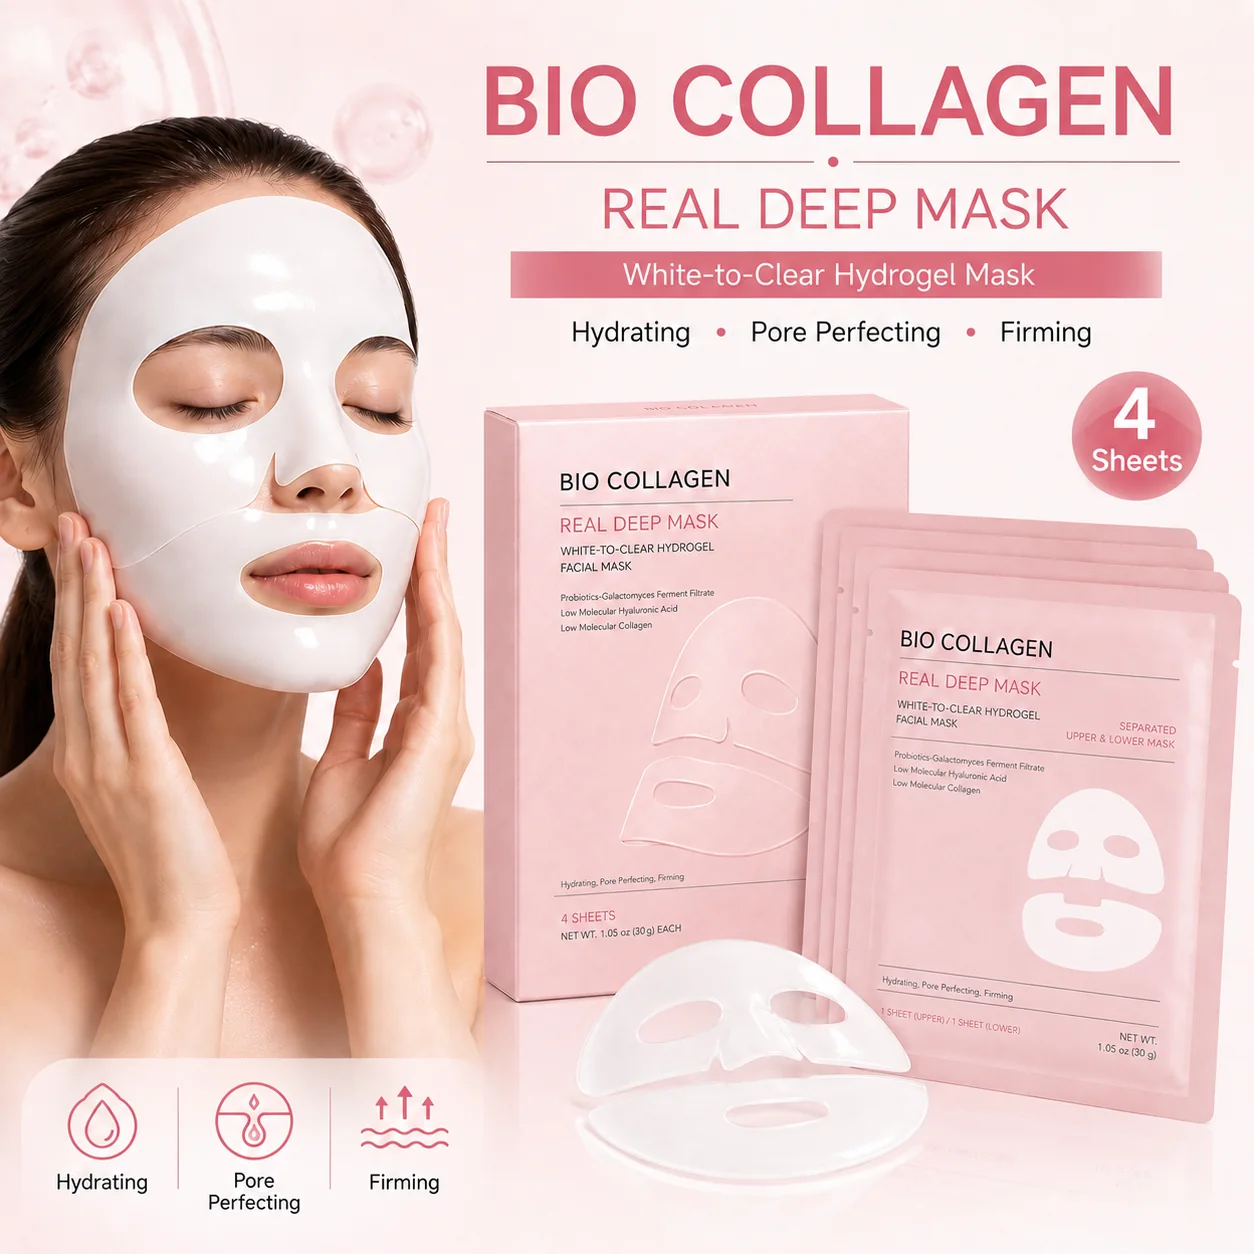 BIO COLLAGEN
REAL DEEP MASK
White-to-Clear Hydrogel Mask
Hydrating • Pore Perfecting • Firming
4
Sheets
BIO COLLAGEN
BIO COLLAGEN
REAL DEEP MASK
WHITE-TO-CLEAR HYDROGEL
FACIAL MASK
Probiotics-Galactomyces Ferment Filtrate
Low Molecular Hyaluronic Acid
Low Molecular Collagen
Hydrating, Pore Perfecting, Firming
4 SHEETS
NET WT. 1.05 oz (30g) EACH
BIO COLLAGEN
REAL DEEP MASK
WHITE-TO-CLEAR HYDROGEL
FACIAL MASK
SEPARATED
UPPER & LOWER MASK
Probiotics-Galactomyces Ferment Filtrate
Low Molecular Hyaluronic Acid
Low Molecular Collagen
Hydrating, Pore Perfecting, Firming
1 SHEET (UPPER) / 1 SHEET (LOWER)
NET WT.
1.05 oz (30 g)
Hydrating
Pore
Perfecting
Firming